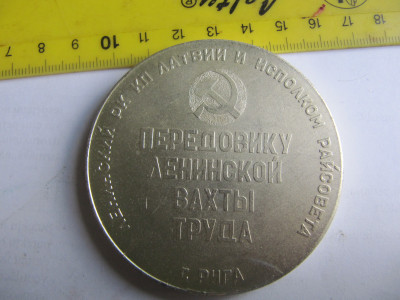 18 17 16 15 14 13 12 11 10 9 8 7
ЛЕНИНСКИЙ РК КП ЛАТВИИ И ИСПОЛКОМ РАЙСОВЕТА
ПЕРЕДОВИКУ
ЛЕНИНСКОЙ
ВАХТЫ
ТРУДА
Г. РИГА